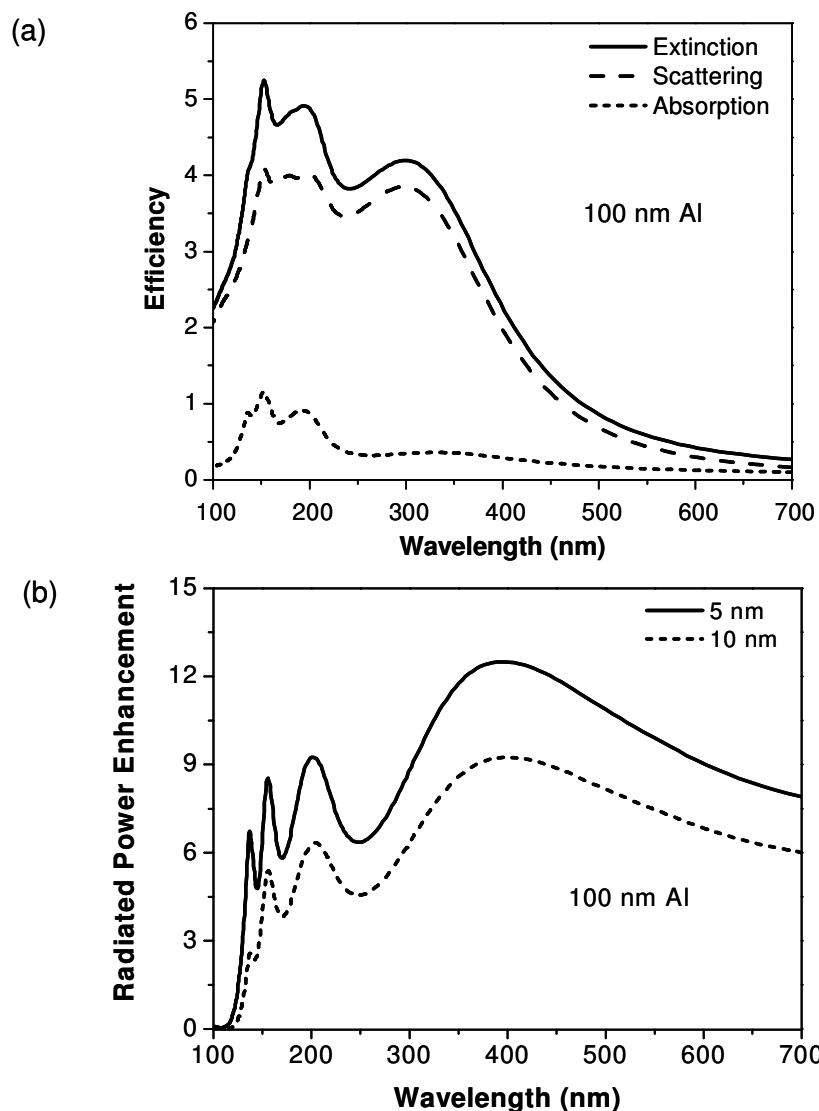 (a)
6
5
4
3
2
1
0
Efficiency
Extinction
Scattering
Absorption
100 nm Al
100 200 300 400 500 600 700
Wavelength (nm)
(b)
15
12
9
6
3
0
Radiated Power Enhancement
5 nm
10 nm
100 nm Al
100 200 300 400 500 600 700
Wavelength (nm)